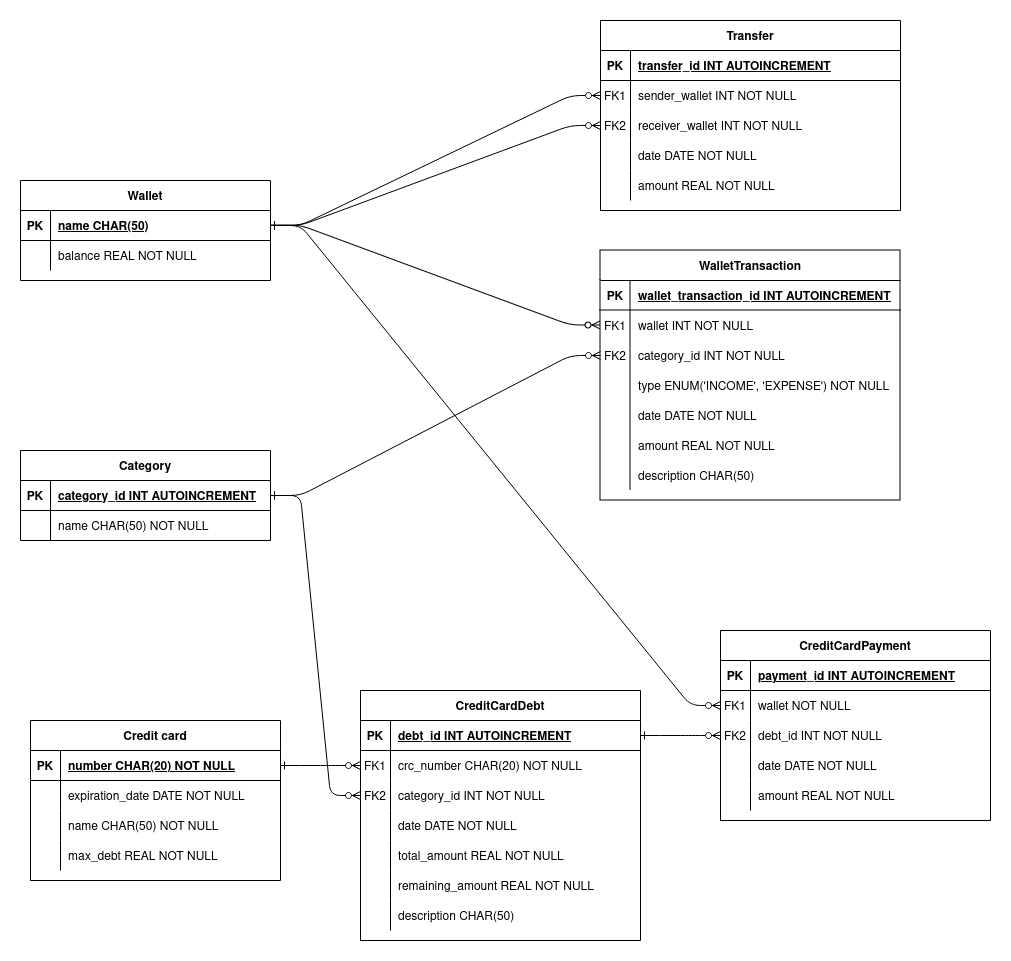 Transfer
PK transfer_id INT AUTOINCREMENT
FK1 sender_wallet INT NOT NULL
FK2 receiver_wallet INT NOT NULL
date DATE NOT NULL
amount REAL NOT NULL
Wallet
PK name CHAR(50)
balance REAL NOT NULL
WalletTransaction
PK wallet_transaction_id INT AUTOINCREMENT
FK1 wallet INT NOT NULL
FK2 category_id INT NOT NULL
type ENUM('INCOME', 'EXPENSE') NOT NULL
date DATE NOT NULL
amount REAL NOT NULL
description CHAR(50)
Category
PK category_id INT AUTOINCREMENT
name CHAR(50) NOT NULL
CreditCardPayment
PK payment_id INT AUTOINCREMENT
FK1 wallet NOT NULL
FK2 debt_id INT NOT NULL
date DATE NOT NULL
amount REAL NOT NULL
CreditCardDebt
PK debt_id INT AUTOINCREMENT
FK1 crc_number CHAR(20) NOT NULL
FK2 category_id INT NOT NULL
date DATE NOT NULL
total_amount REAL NOT NULL
remaining_amount REAL NOT NULL
description CHAR(50)
Credit card
PK number CHAR(20) NOT NULL
expiration_date DATE NOT NULL
name CHAR(50) NOT NULL
max_debt REAL NOT NULL